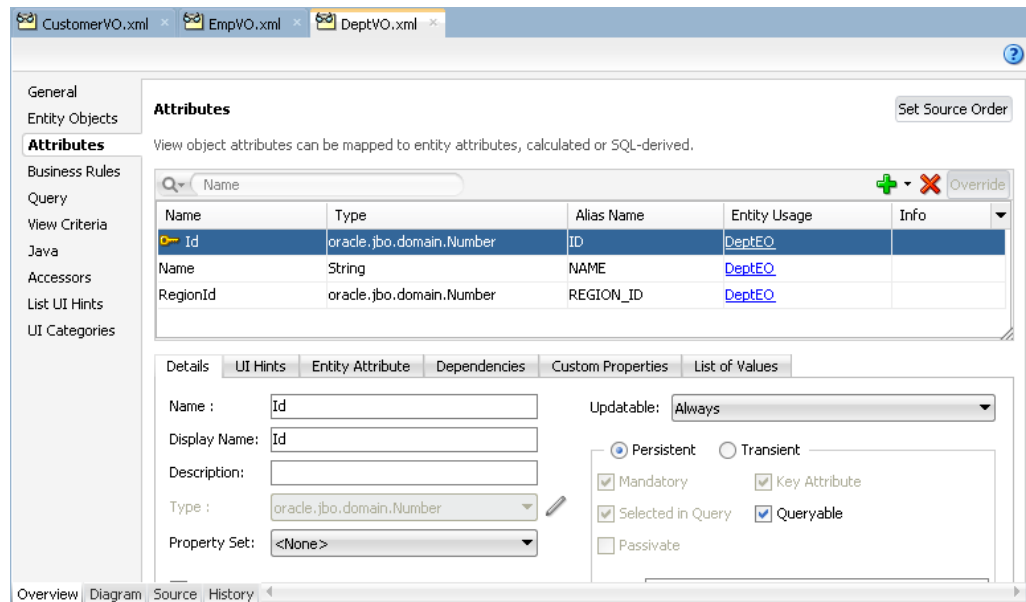 CustomerVO.xml EmpVO.xml DeptVO.xml
General
Entity Objects
Attributes
Business Rules
Query
View Criteria
Java
Accessors
List UI Hints
UI Categories
Attributes
Set Source Order
View object attributes can be mapped to entity attributes, calculated or SQL-derived.
Name Override
Name Type Alias Name Entity Usage Info
Id oracle.jbo.domain.Number ID DeptEO
Name String NAME DeptEO
RegionId oracle.jbo.domain.Number REGION_ID DeptEO
Details UI Hints Entity Attribute Dependencies Custom Properties List of Values
Name : Id
Display Name: Id
Description:
Type : oracle.jbo.domain.Number
Property Set: <None>
Updatable: Always
Persistent Transient
Mandatory Key Attribute
Selected in Query Queryable
Passivate
Overview Diagram Source History